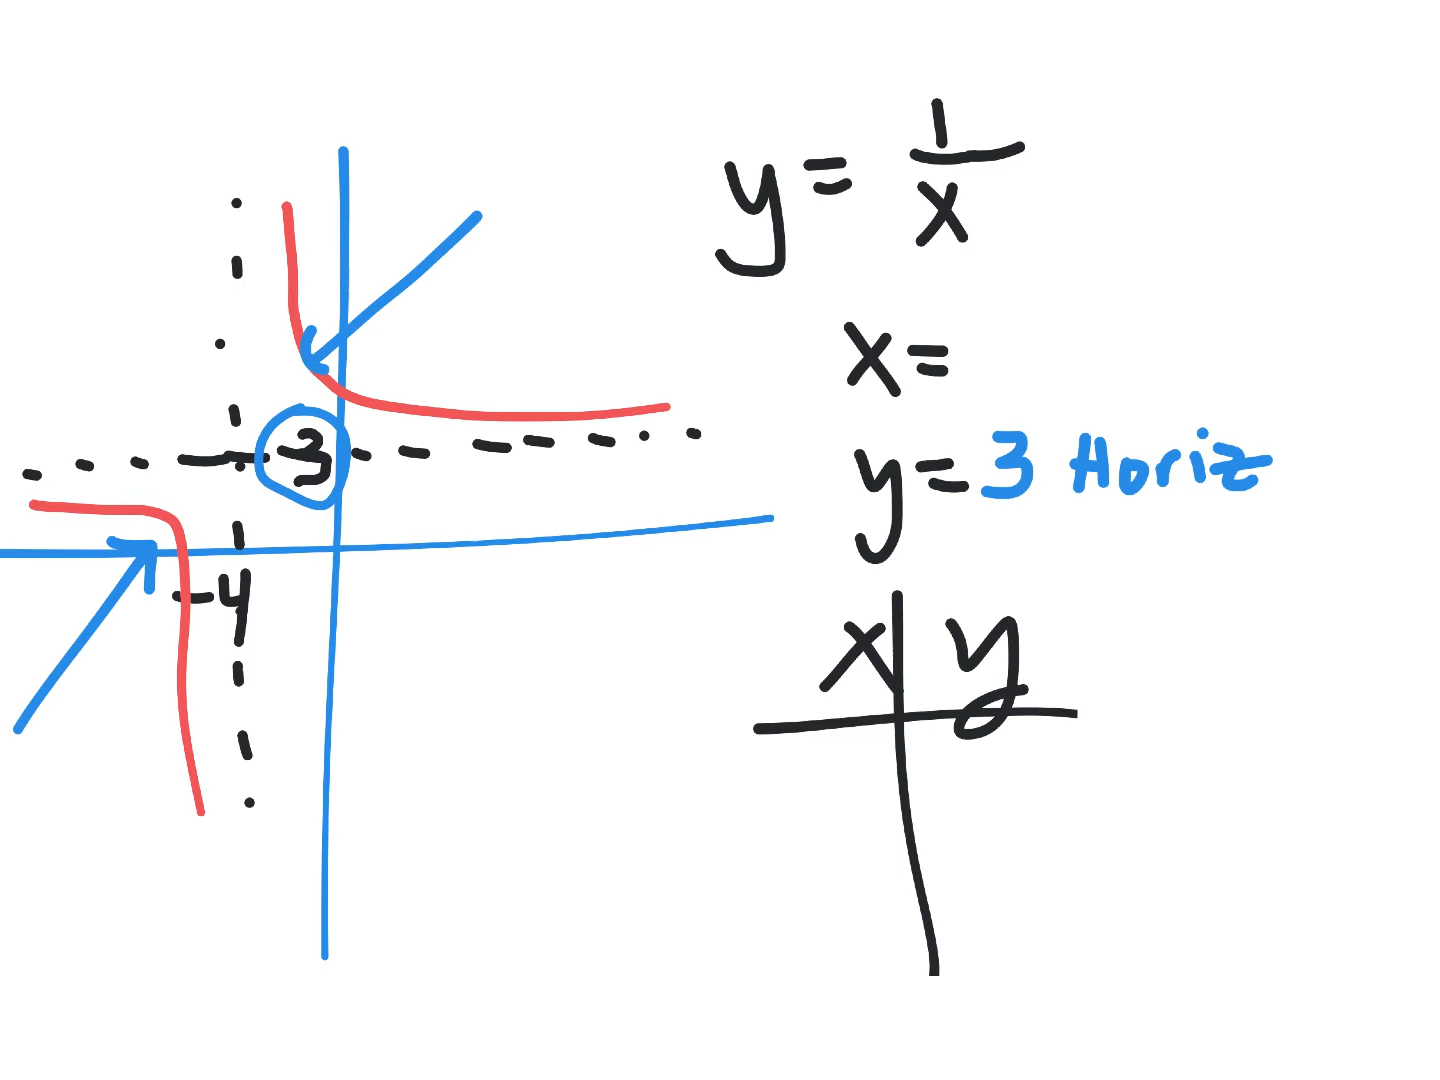 y = 1/x
x =
3
y = 3 Horiz
-4
x y